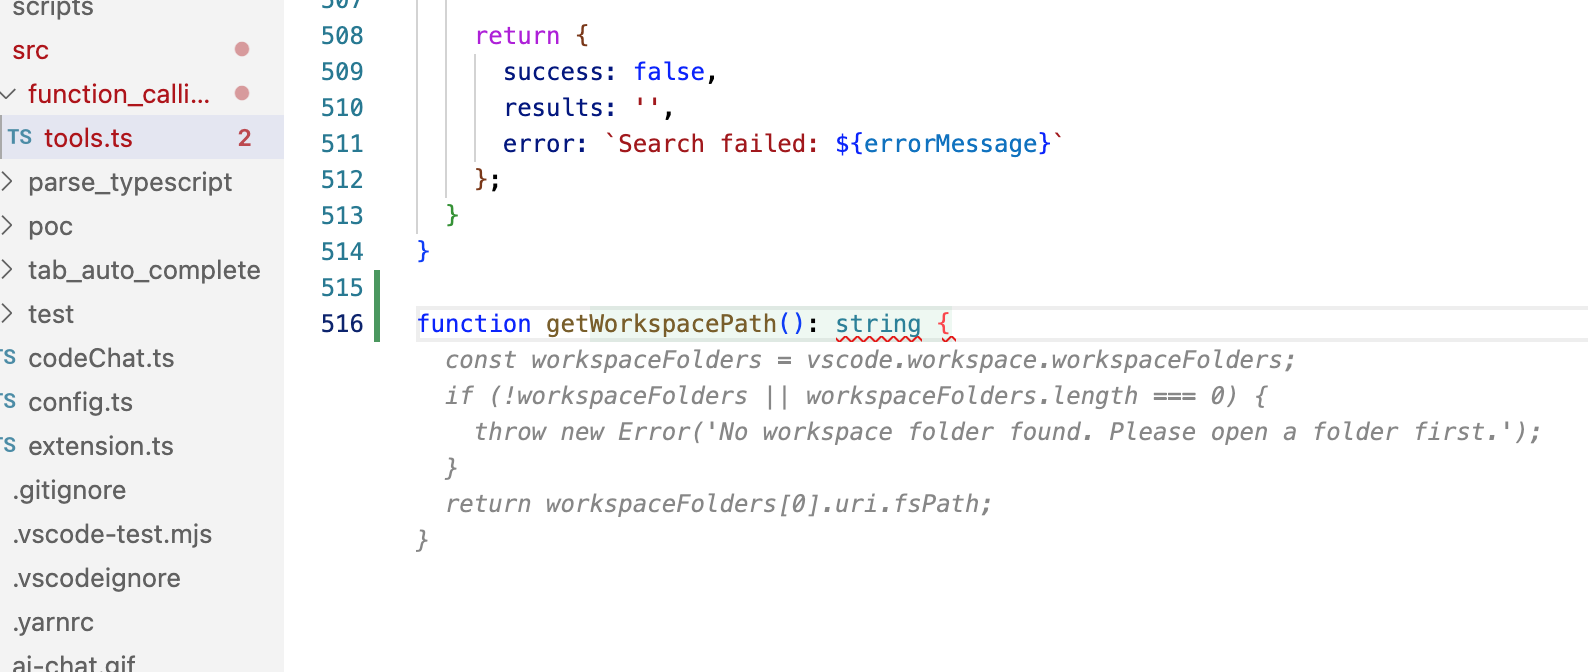 scripts
src
function_calli...
TS tools.ts 2
parse_typescript
poc
tab_auto_complete
test
TS codeChat.ts
TS config.ts
TS extension.ts
.gitignore
.vscode-test.mjs
.vscodeignore
.yarnrc
ai-chat.gif
507
508 return {
509 success: false,
510 results: '',
511 error: `Search failed: ${errorMessage}`
512 };
513 }
514 }
515
516 function getWorkspacePath(): string {
const workspaceFolders = vscode.workspace.workspaceFolders;
if (!workspaceFolders || workspaceFolders.length === 0) {
throw new Error('No workspace folder found. Please open a folder first.');
}
return workspaceFolders[0].uri.fsPath;
}